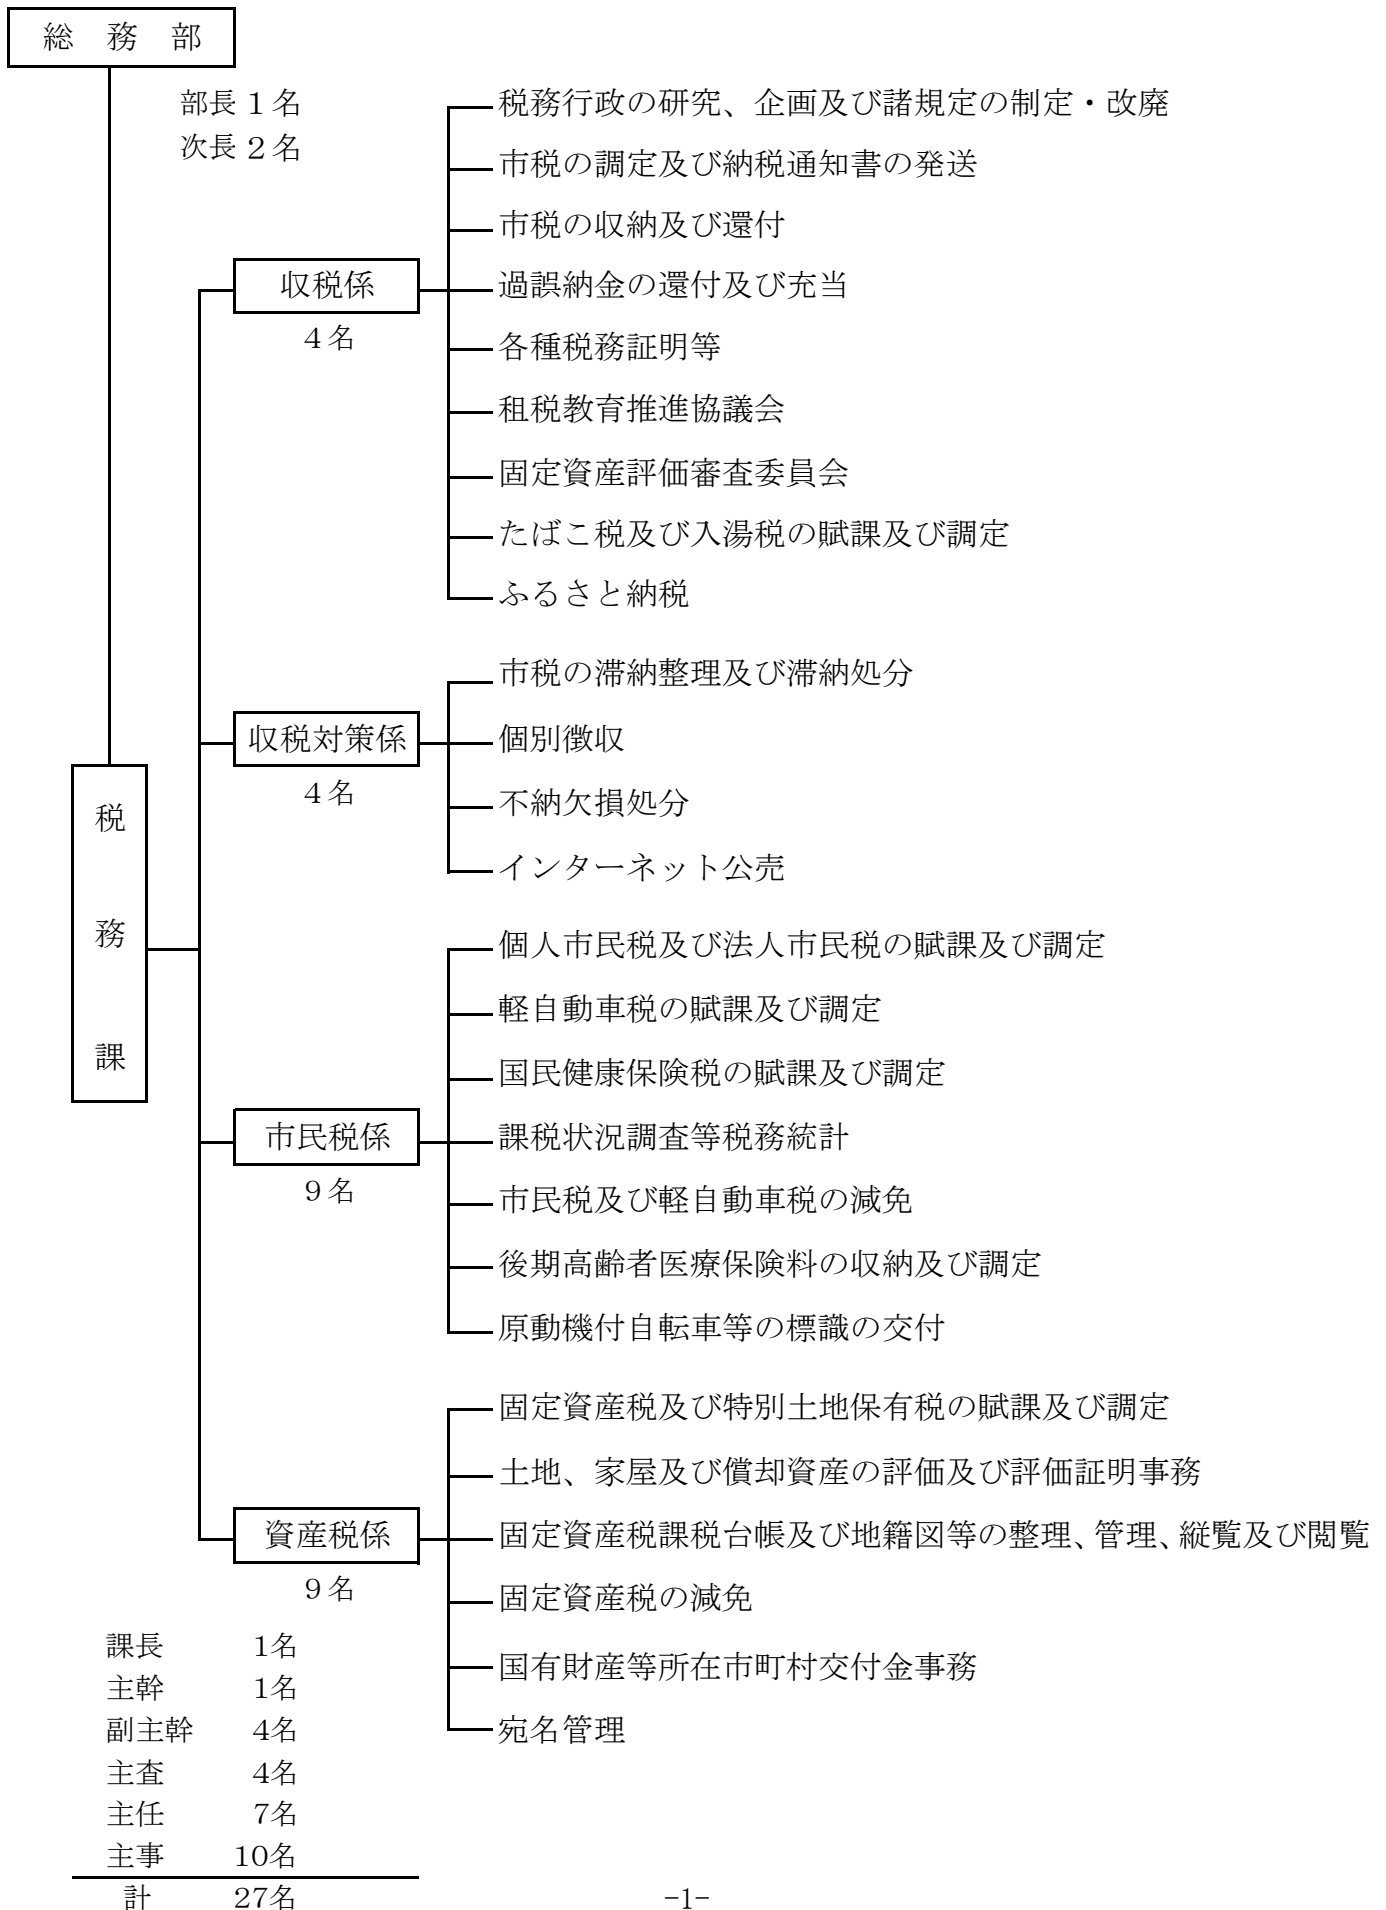 総務部
部長１名
次長２名
税務行政の研究、企画及び諸規定の制定・改廃
市税の調定及び納税通知書の発送
市税の収納及び還付
収税係
４名
過誤納金の還付及び充当
各種税務証明等
租税教育推進協議会
固定資産評価審査委員会
たばこ税及び入湯税の賦課及び調定
ふるさと納税
市税の滞納整理及び滞納処分
収税対策係
４名
個別徴収
不納欠損処分
インターネット公売
税務課
個人市民税及び法人市民税の賦課及び調定
軽自動車税の賦課及び調定
国民健康保険税の賦課及び調定
市民税係
９名
課税状況調査等税務統計
市民税及び軽自動車税の減免
後期高齢者医療保険料の収納及び調定
原動機付自転車等の標識の交付
固定資産税及び特別土地保有税の賦課及び調定
土地、家屋及び償却資産の評価及び評価証明事務
資産税係
９名
固定資産税課税台帳及び地籍図等の整理、管理、縦覧及び閲覧
固定資産税の減免
国有財産等所在市町村交付金事務
宛名管理
課長 1名
主幹 1名
副主幹 4名
主査 4名
主任 7名
主事 10名
計 27名
-1-